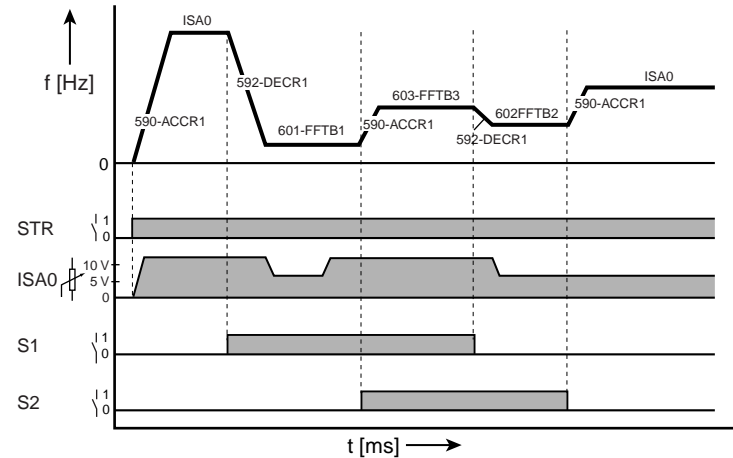 ISA0
f [Hz]
592-DECR1
603-FFTB3
ISA0
590-ACCR1
601-FFTB1
590-ACCR1
592-DECR1
602FFTB2
590-ACCR1
0
STR
1
0
ISA0
10 V
5 V
0
S1
1
0
S2
1
0
t [ms]